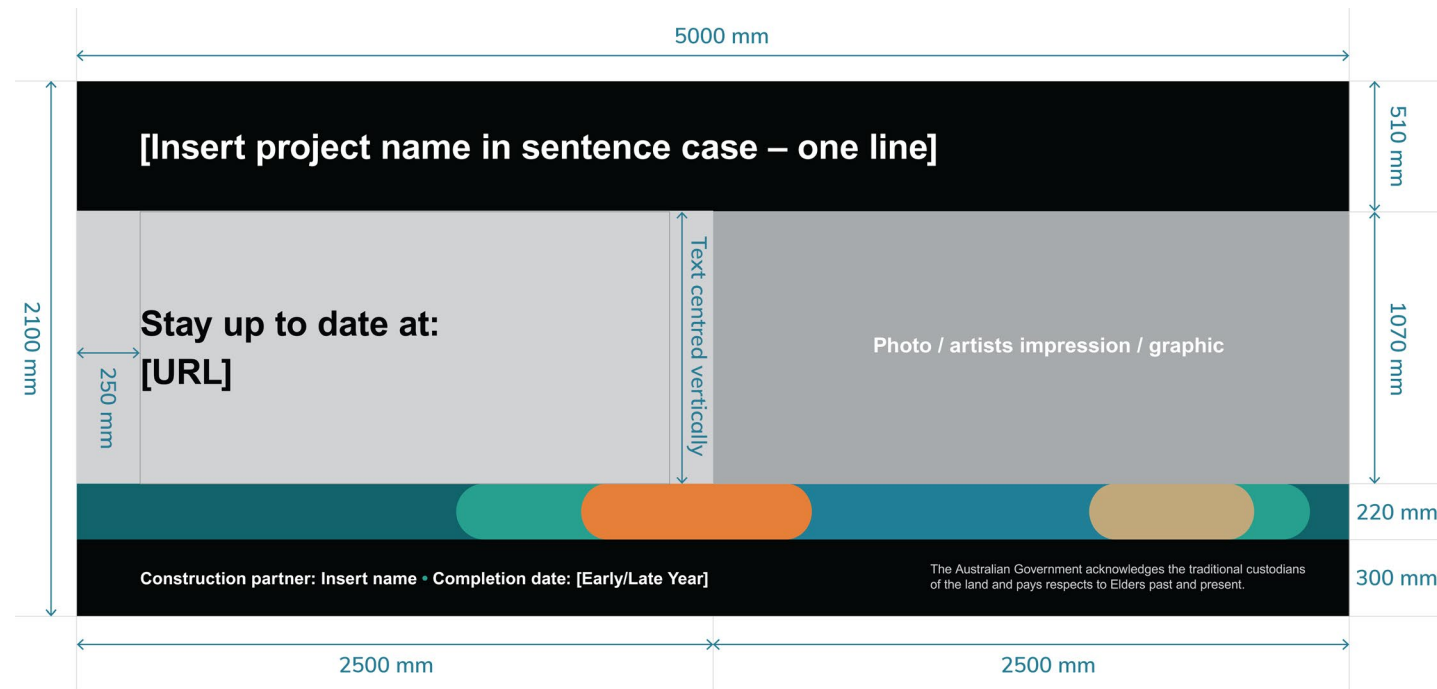 5000 mm
[Insert project name in sentence case – one line]
510 mm
2100 mm
250 mm
Stay up to date at:
[URL]
Text centred vertically
Photo / artists impression / graphic
1070 mm
220 mm
Construction partner: Insert name • Completion date: [Early/Late Year]
The Australian Government acknowledges the traditional custodians
of the land and pays respects to Elders past and present.
300 mm
2500 mm
2500 mm